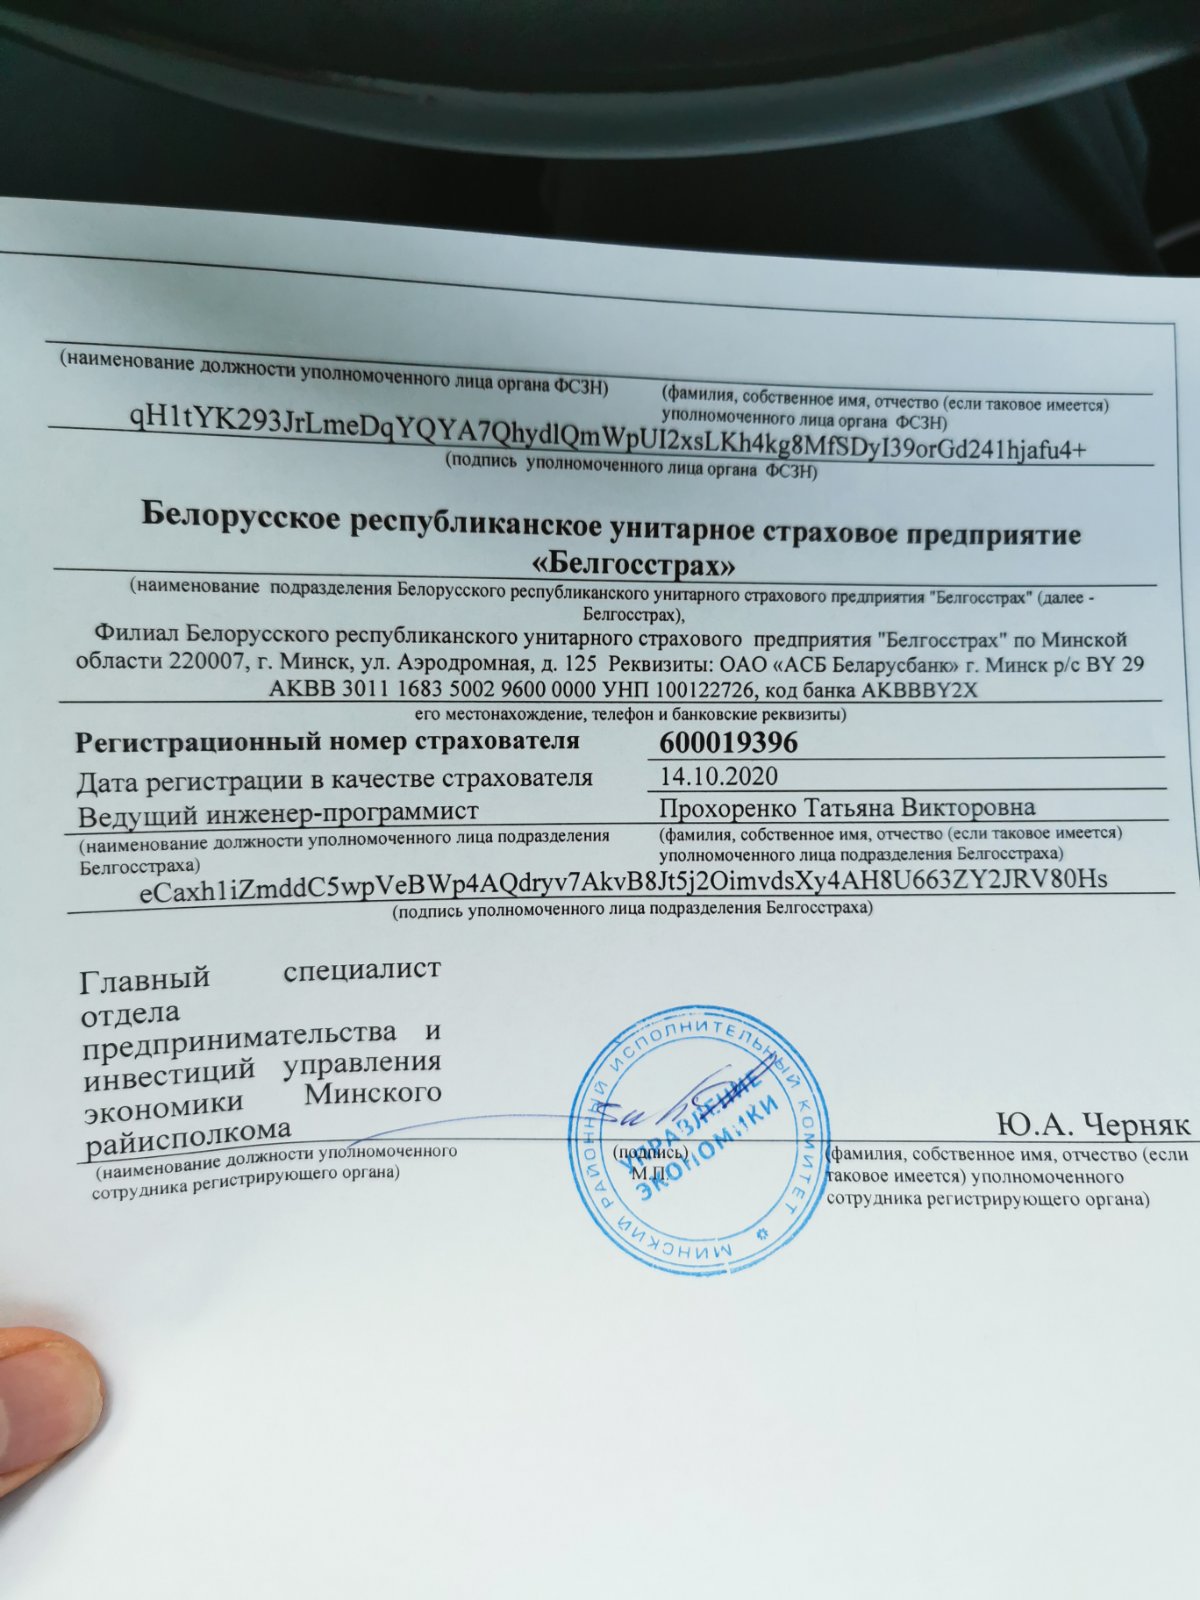 (наименование должности уполномоченного лица органа ФСЗН)
(фамилия, собственное имя, отчество (если таковое имеется)
уполномоченного лица органа ФСЗН)
qH1tYK293JrLmeDqYQYA7QhydlQmWpUI2xsLKh4kg8MfSDyI39orGd241hjafu4+
(подпись уполномоченного лица органа ФСЗН)
Белорусское республиканское унитарное страховое предприятие
«Белгосстрах»
(наименование подразделения Белорусского республиканского унитарного страхового предприятия "Белгосстрах" (далее -
Белгосстрах),
Филиал Белорусского республиканского унитарного страхового предприятия "Белгосстрах" по Минской
области 220007, г. Минск, ул. Аэродромная, д. 125 Реквизиты: ОАО «АСБ Беларусбанк» г. Минск р/с BY 29
AKBB 3011 1683 5002 9600 0000 УНП 100122726, код банка AKBBBY2X
его местонахождение, телефон и банковские реквизиты)
Регистрационный номер страхователя 600019396
Дата регистрации в качестве страхователя 14.10.2020
Ведущий инженер-программист Прохоренко Татьяна Викторовна
(наименование должности уполномоченного лица подразделения
Белгосстраха)
(фамилия, собственное имя, отчество (если таковое имеется)
уполномоченного лица подразделения Белгосстраха)
eCaxh1iZmddC5wpVeBWp4AQdryv7AkvB8Jt5j2OimvdsXy4AH8U663ZY2JRV80Hs
(подпись уполномоченного лица подразделения Белгосстраха)
Главный специалист
отдела
предпринимательства и
инвестиций управления
экономики Минского
райисполкома
Ю.А. Черняк
(наименование должности уполномоченного
сотрудника регистрирующего органа)
(подпись)
М.П.
(фамилия, собственное имя, отчество (если
таковое имеется) уполномоченного
сотрудника регистрирующего органа)
МИНСКИЙ РАЙОННЫЙ ИСПОЛНИТЕЛЬНЫЙ КОМИТЕТ
УПРАВЛЕНИЕ
ЭКОНОМИКИ